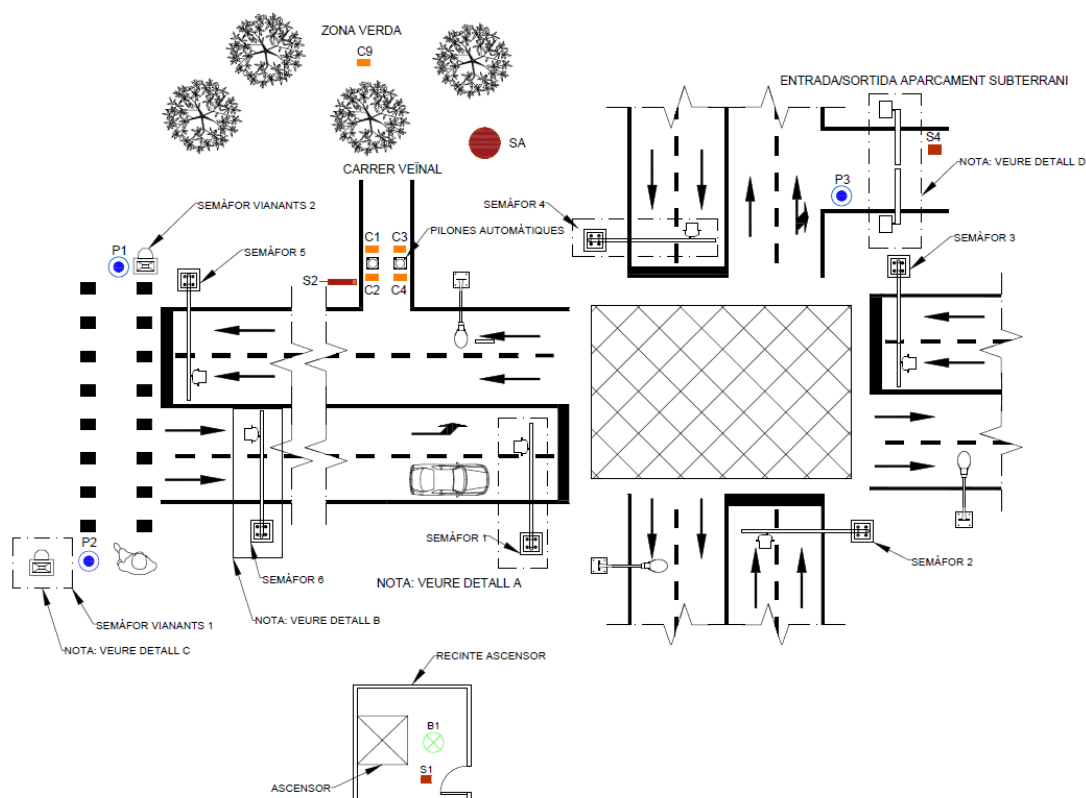 ZONA VERDA
C9
SA
ENTRADA/SORTIDA APARCAMENT SUBTERRANI
S4
NOTA: VEURE DETALL D
P3
CARRER VEÏNAL
SEMÀFOR VIANANTS 2
SEMÀFOR 4
P1
SEMÀFOR 5
C1
C3
PILONES AUTOMÀTIQUES
SEMÀFOR 3
S2
C2
C4
P2
SEMÀFOR 1
SEMÀFOR 2
SEMÀFOR 6
NOTA: VEURE DETALL A
SEMÀFOR VIANANTS 1
NOTA: VEURE DETALL B
NOTA: VEURE DETALL C
RECINTE ASCENSOR
B1
S1
ASCENSOR